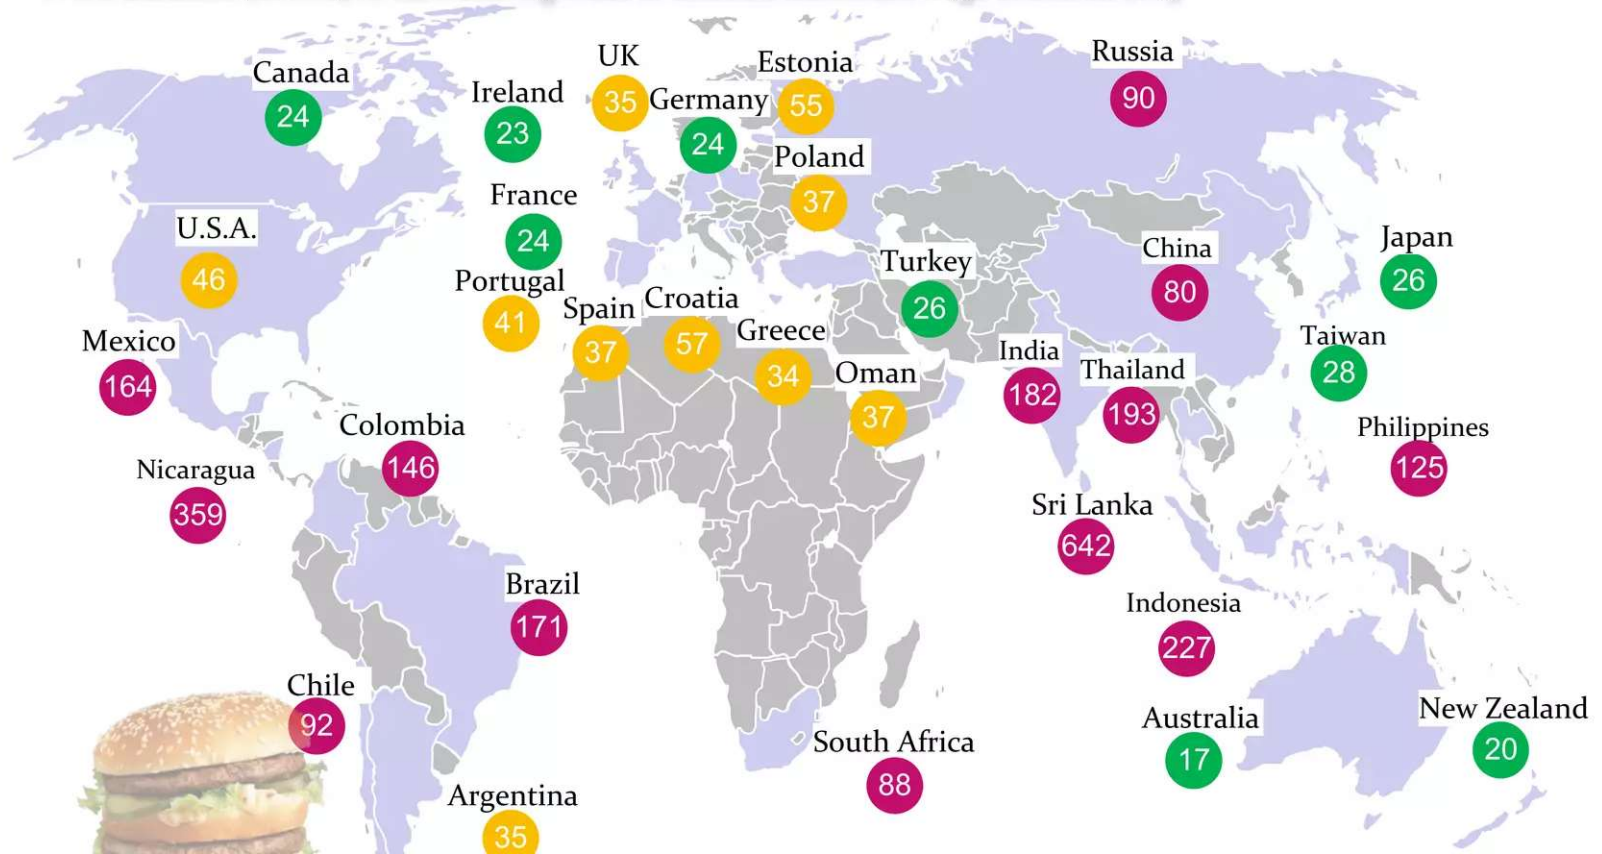 Canada
24
Ireland
23
UK
35
Germany
24
Estonia
55
Poland
37
Russia
90
U.S.A.
46
France
24
Portugal
41
Spain
37
Croatia
57
Greece
34
Oman
37
Turkey
26
China
80
Japan
26
Taiwan
28
India
182
Thailand
193
Philippines
125
Mexico
164
Colombia
146
Nicaragua
359
Sri Lanka
642
Indonesia
227
Brazil
171
Chile
92
South Africa
88
Australia
17
New Zealand
20
Argentina
35